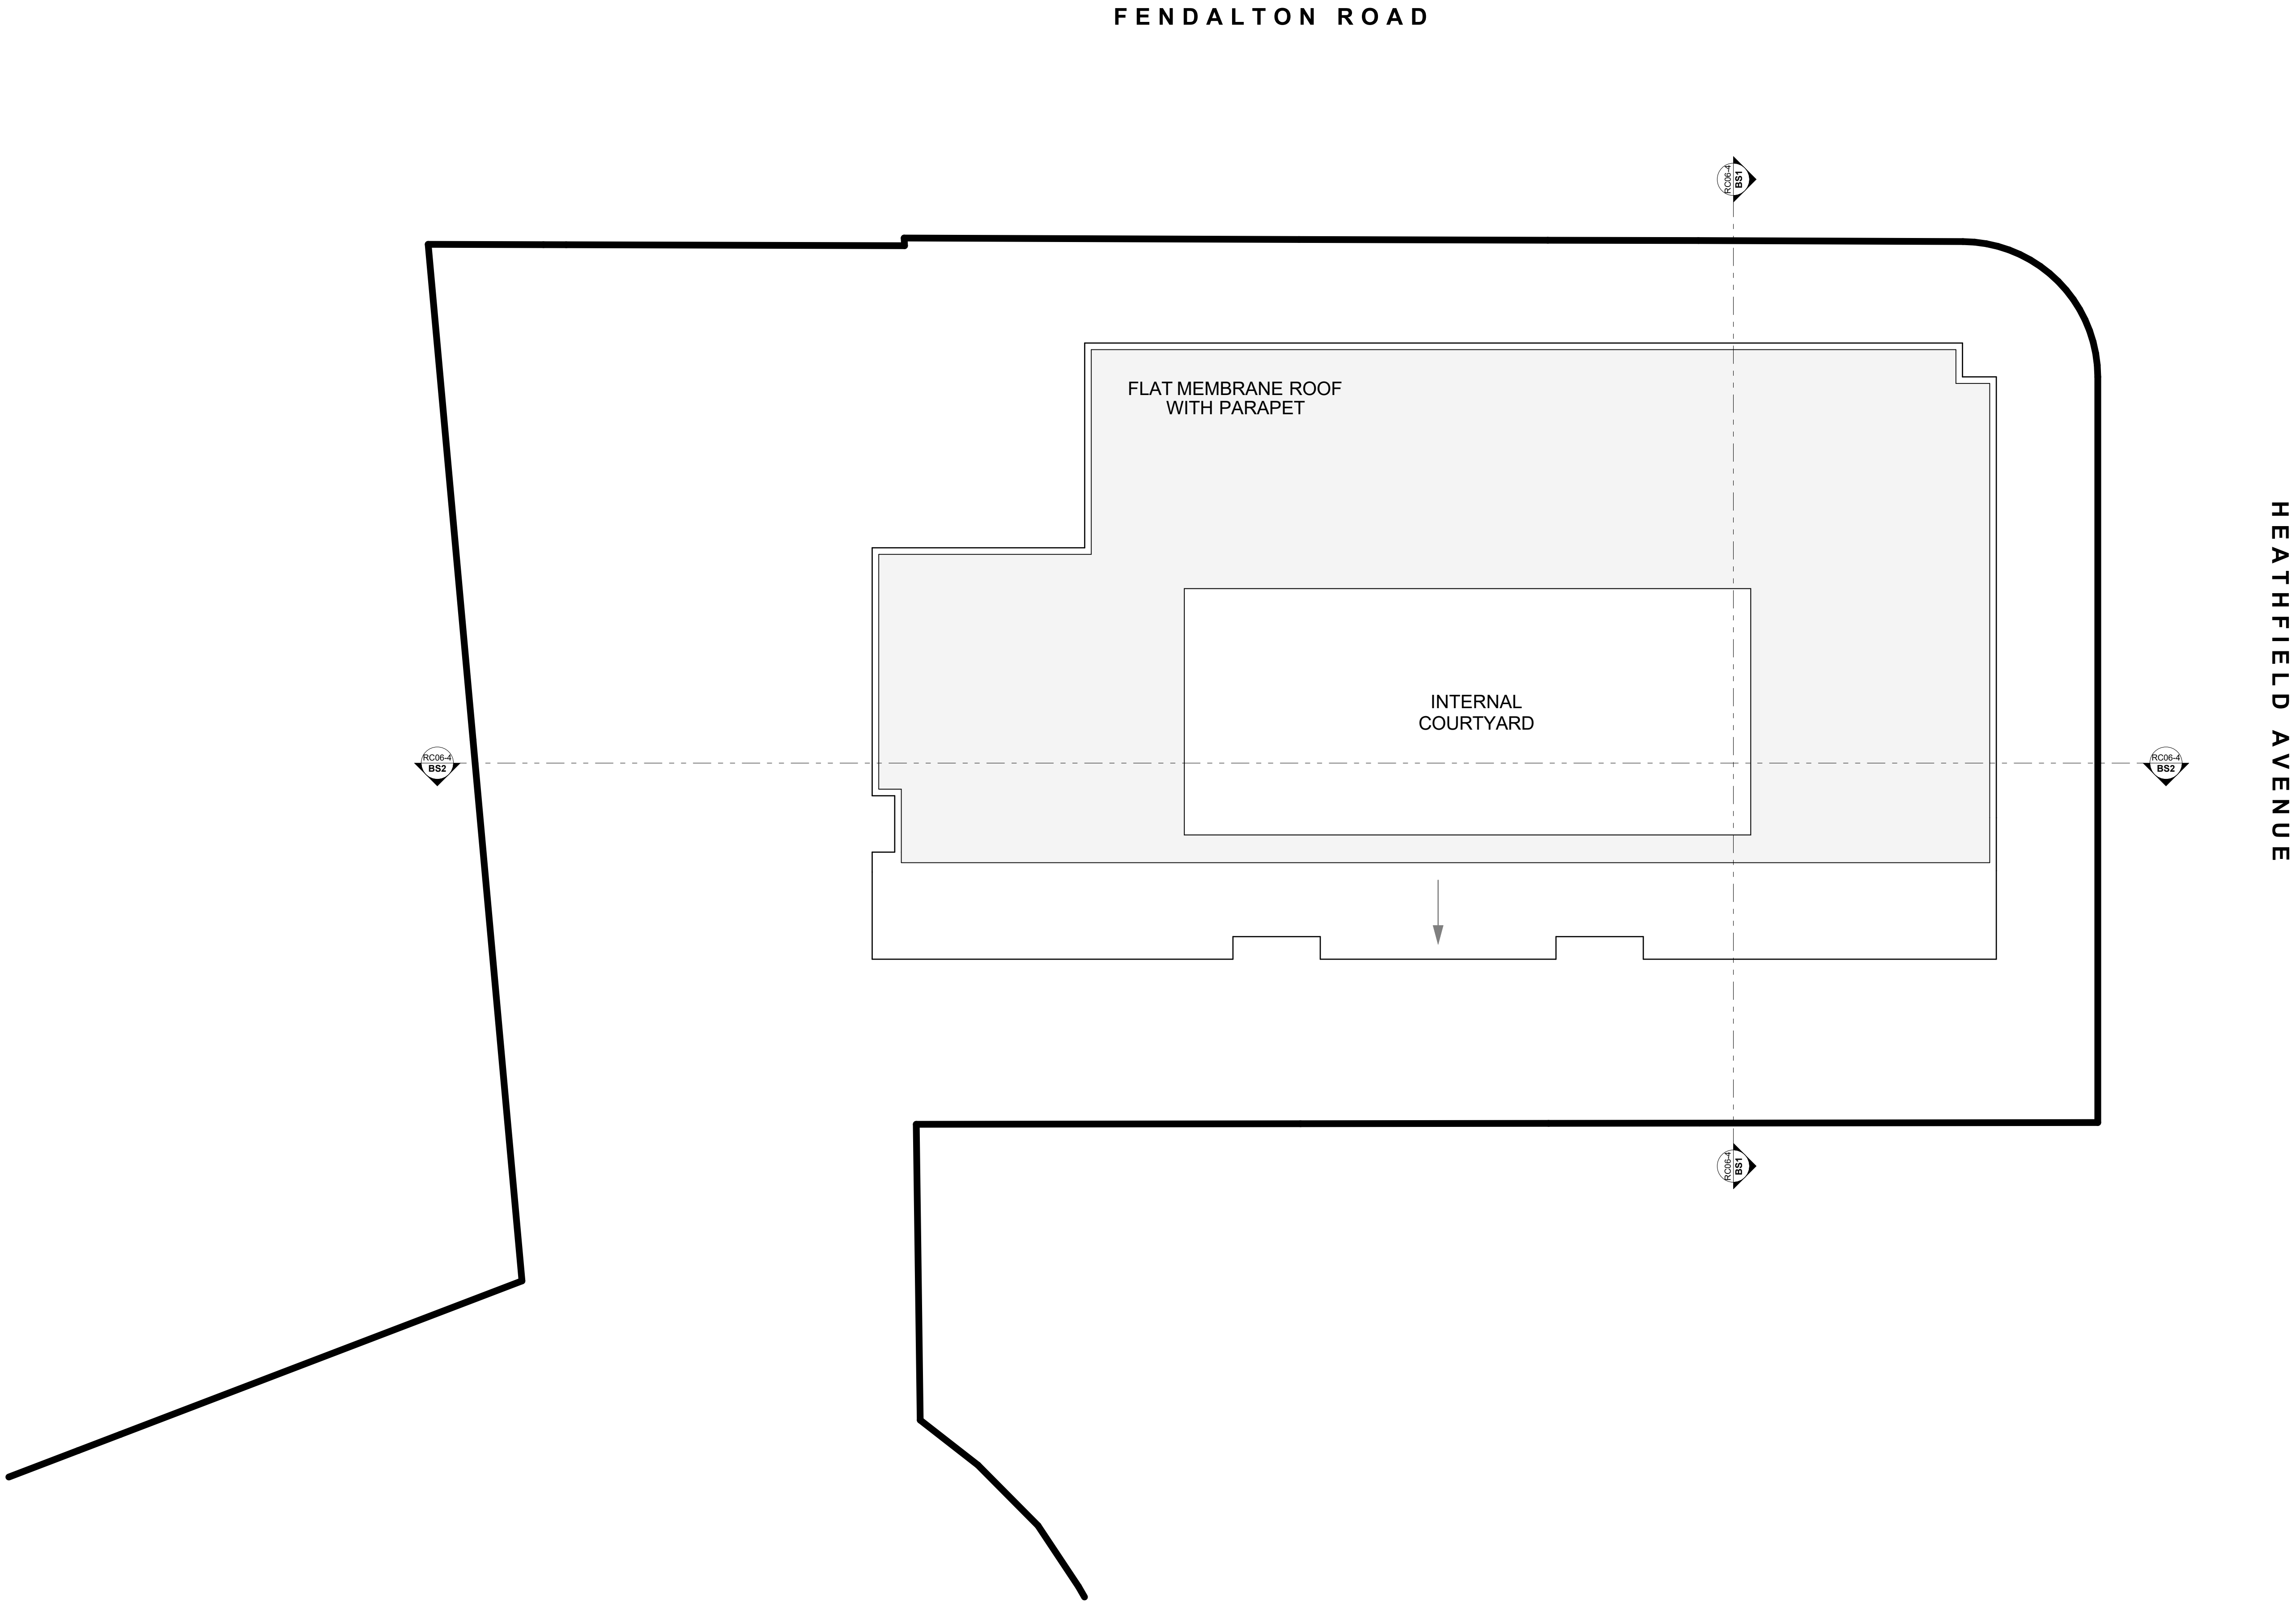 FENDALTON ROAD
RC06-4
BS1
FLAT MEMBRANE ROOF
WITH PARAPET
HEATHFIELD AVENUE
INTERNAL
COURTYARD
RC06-4
BS2
RC06-4
BS2
RC06-4
BS1